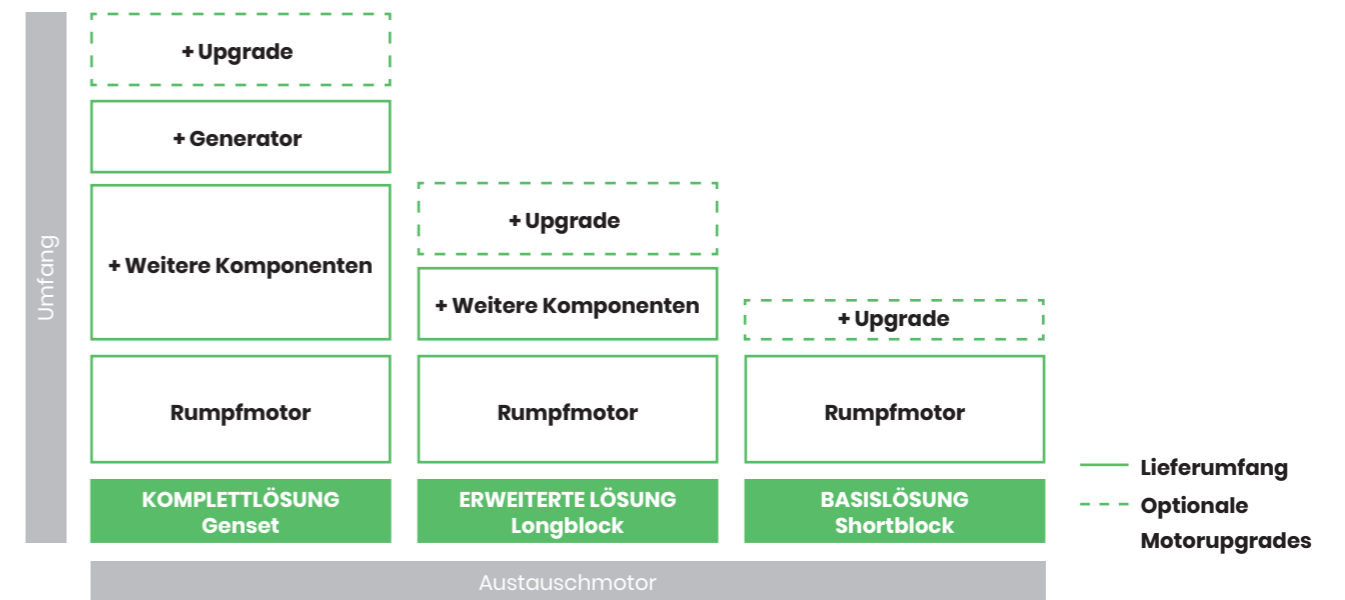 Umfang
+ Upgrade
+ Generator
+ Weitere Komponenten
Rumpfmotor
KOMPLETTLÖSUNG
Genset
+ Upgrade
+ Weitere Komponenten
Rumpfmotor
ERWEITERTE LÖSUNG
Longblock
+ Upgrade
Rumpfmotor
BASISLÖSUNG
Shortblock
Austauschmotor
Lieferumfang
Optionale
Motorupgrades